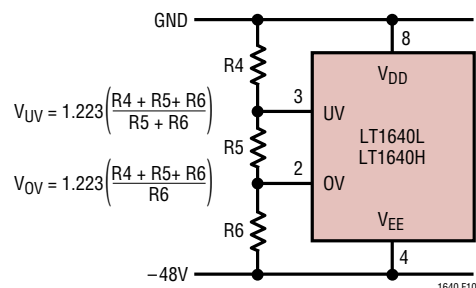 GND
8
R4
V_DD
3
UV
V_UV = 1.223(R4 + R5+ R6 / R5 + R6)
LT1640L
LT1640H
R5
2
OV
V_OV = 1.223(R4 + R5+ R6 / R6)
R6
V_EE
4
–48V
1640 F10